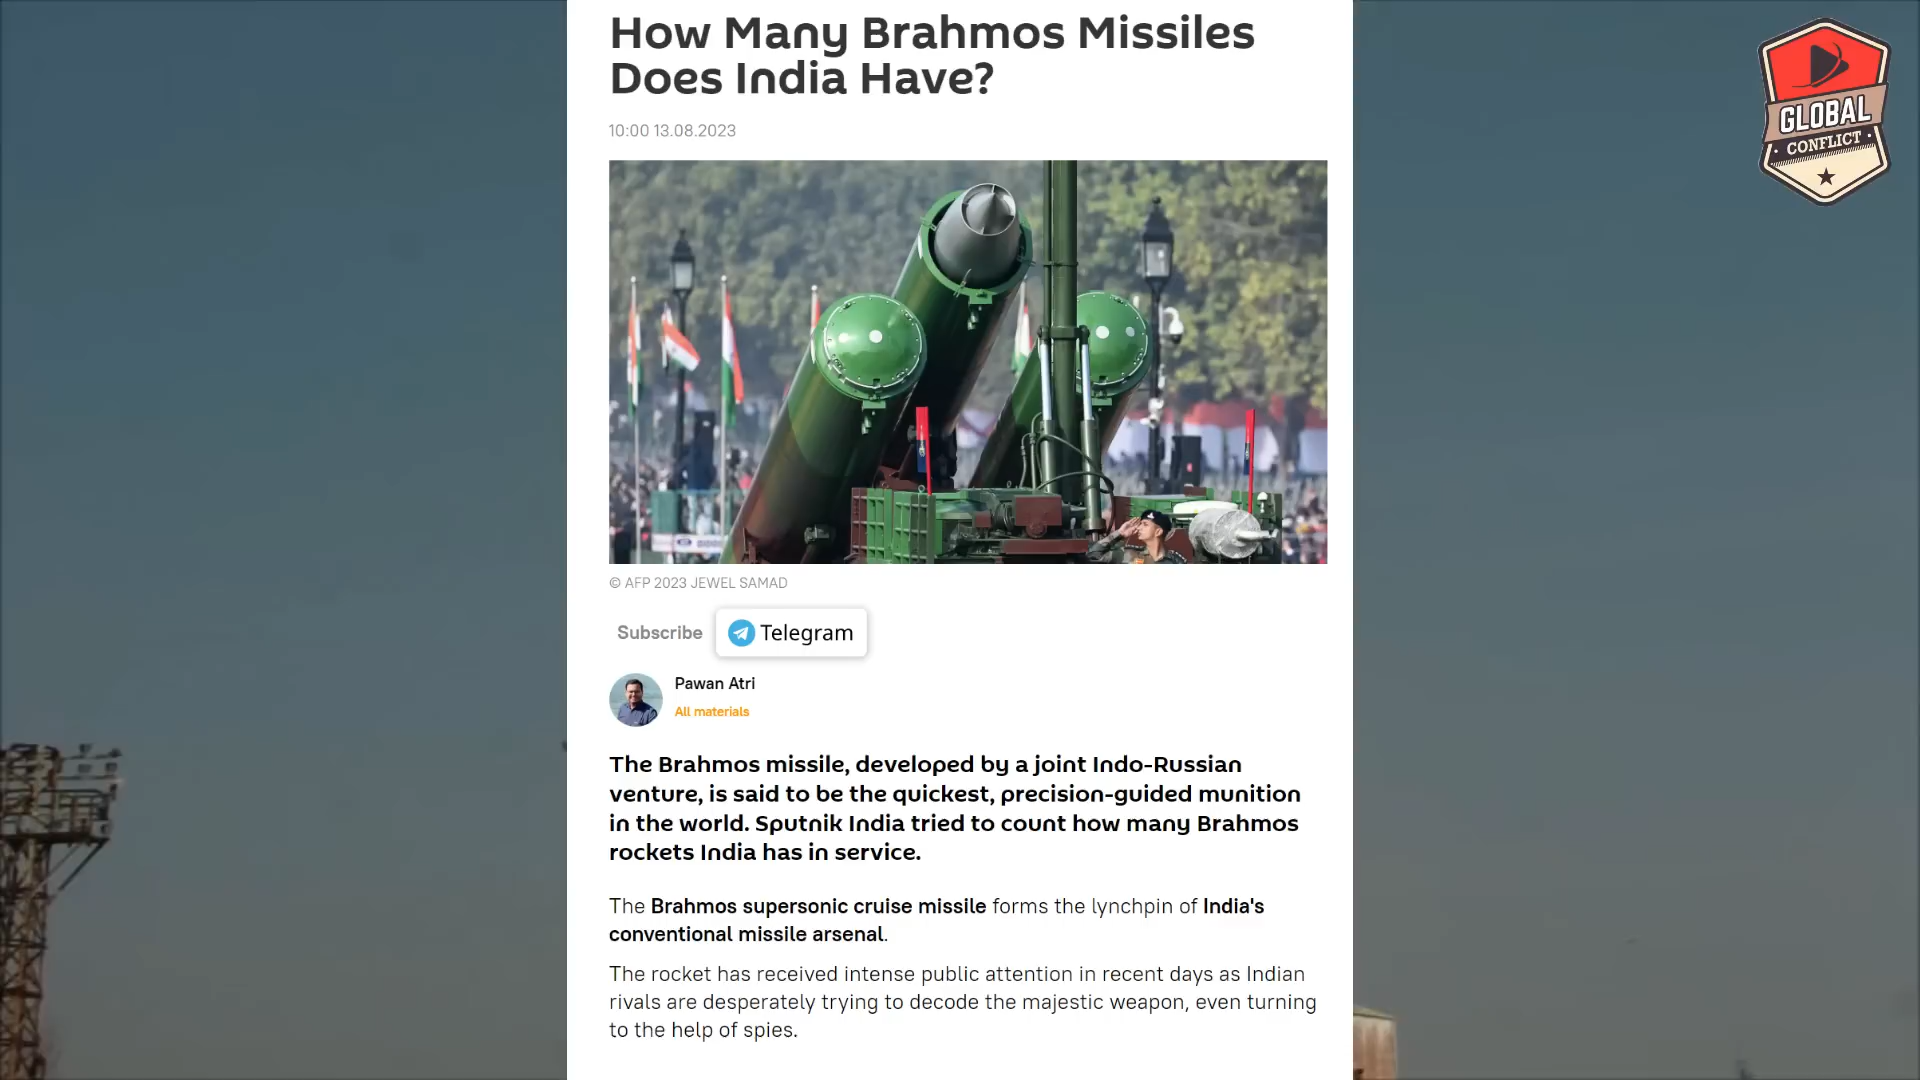 How Many Brahmos Missiles
Does India Have?
10:00 13.08.2023
© AFP 2023 JEWEL SAMAD
Subscribe
Telegram
Pawan Atri
All materials
The Brahmos missile, developed by a joint Indo-Russian
venture, is said to be the quickest, precision-guided munition
in the world. Sputnik India tried to count how many Brahmos
rockets India has in service.
The Brahmos supersonic cruise missile forms the lynchpin of India's
conventional missile arsenal.
The rocket has received intense public attention in recent days as Indian
rivals are desperately trying to decode the majestic weapon, even turning
to the help of spies.
GLOBAL
CONFLICT